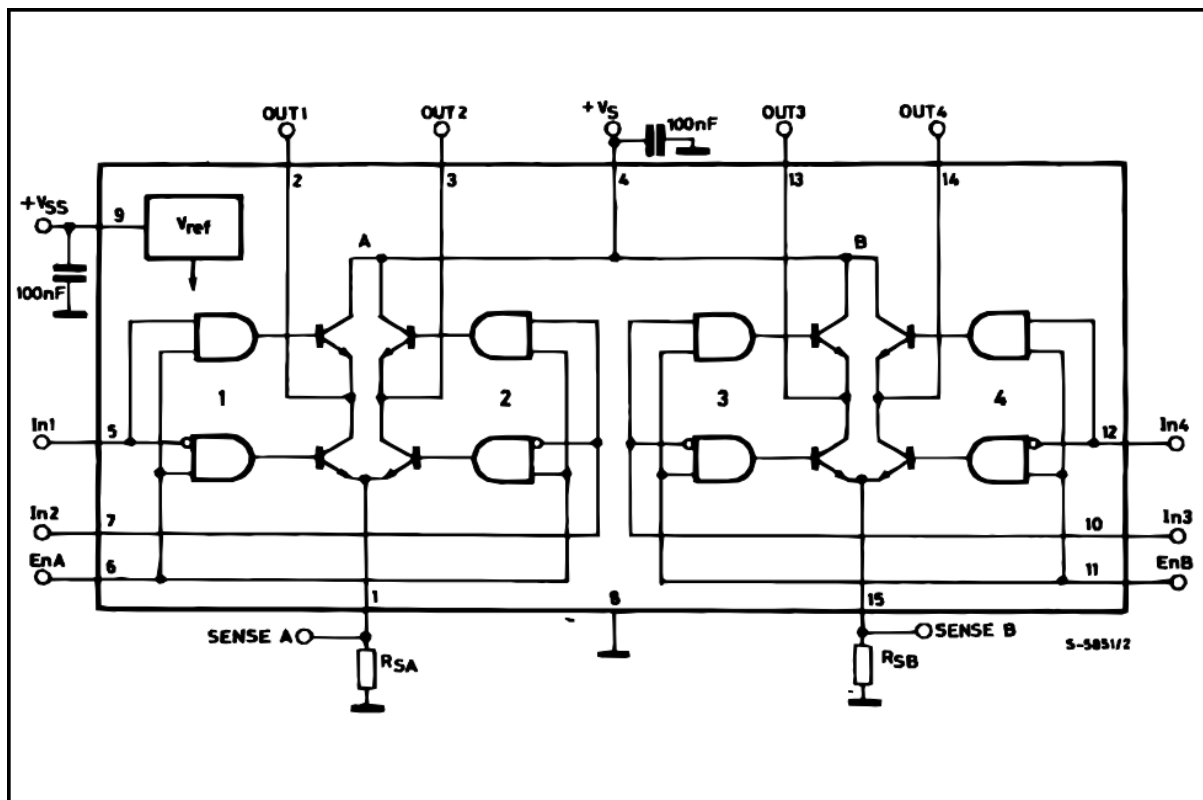 OUT1
OUT2
+VS
100nF
OUT3
OUT4
2
3
4
13
14
+VSS
9
Vref
A
B
100nF
1
2
3
4
In1
5
12
In4
In2
7
10
In3
EnA
6
11
EnB
1
8
15
SENSE A
SENSE B
S-5851/2
RSA
RSB